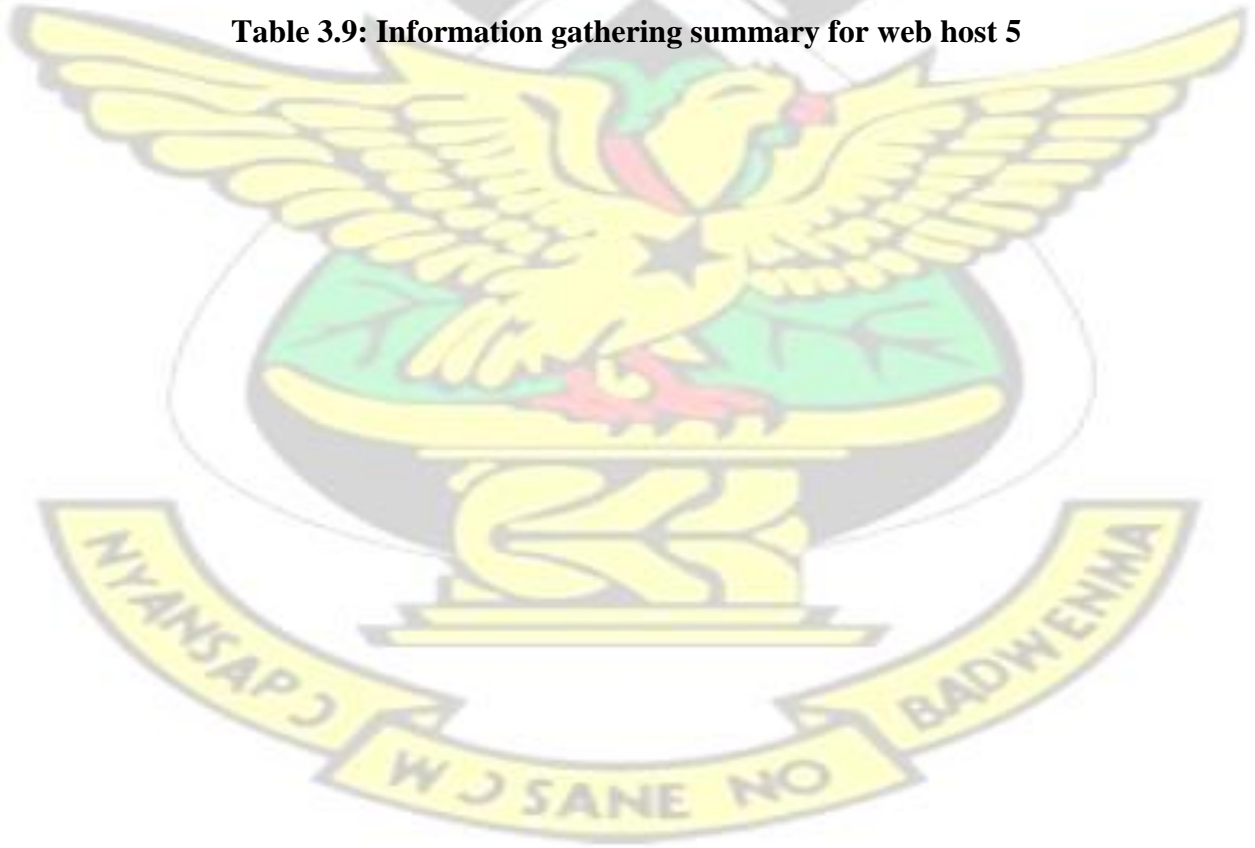 Table 3.9: Information gathering summary for web host 5
NYANSAPƆ
WƆ SANE NO
BADWENMA